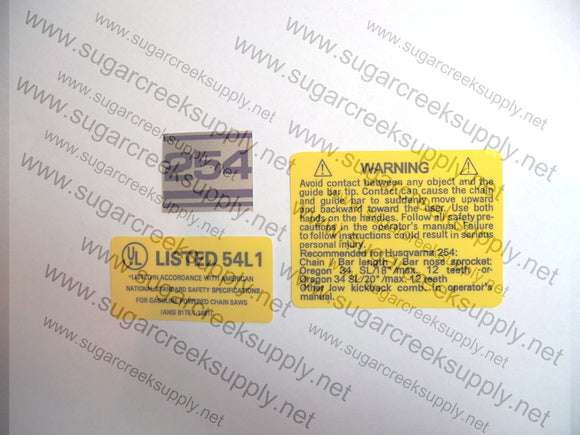 254
WARNING
Avoid contact between any object and the
guide bar tip. Contact can cause the chain
and guide bar to suddenly move upward
and backward toward the user. Use both
hands on the handles. Follow all safety pre-
cautions in the operator's manual. Failure
to follow instructions could result in serious
personal injury.
Recommended for Husqvarna 254:
Chain / Bar length / Bar nose sprocket:
Oregon 34 SL/18"/max. 12 teeth or
Oregon 34 SL/20"/max. 12 teath
Other low kickback comb. in operator's
manual.
UL LISTED 54L1
IN ACCORDANCE WITH AMERICAN
NATIONAL STANDARD SAFETY SPECIFICATIONS
FOR GASOLINE POWERED CHAIN SAWS
www.sugarcreeksupply.net